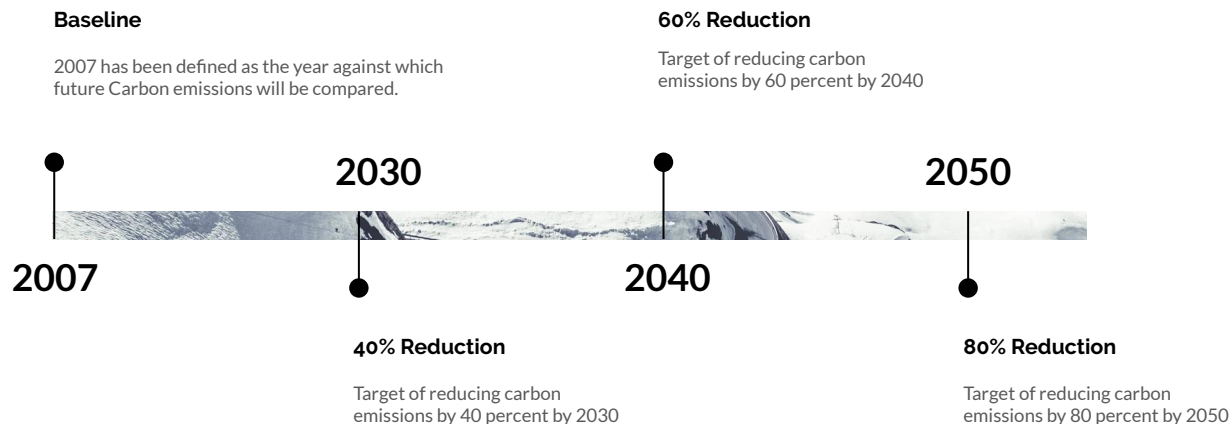 Baseline
2007 has been defined as the year against which
future Carbon emissions will be compared.
60% Reduction
Target of reducing carbon
emissions by 60 percent by 2040
2030
2050
2007
2040
40% Reduction
Target of reducing carbon
emissions by 40 percent by 2030
80% Reduction
Target of reducing carbon
emissions by 80 percent by 2050